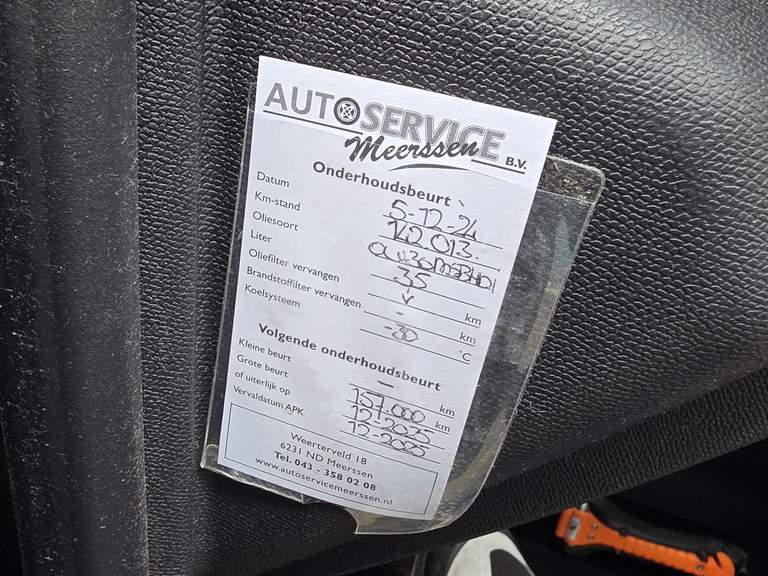 AUTOSERVICE
Meerssen B.V.
Onderhoudsbeurt
Datum 5-12-24
Km-stand 142.013.
Oliesoort
Liter 35
Oliefilter vervangen v km
Brandstoffilter vervangen - km
Koelsysteem -30 °C
Volgende onderhoudsbeurt
Kleine beurt — km
Grote beurt 157.000 km
of uiterlijk op 12-2025
Vervaldatum APK 12-2025
Weerterveld 18
6231 ND Meerssen
Tel. 043 - 358 02 08
www.autoservicemeerssen.nl